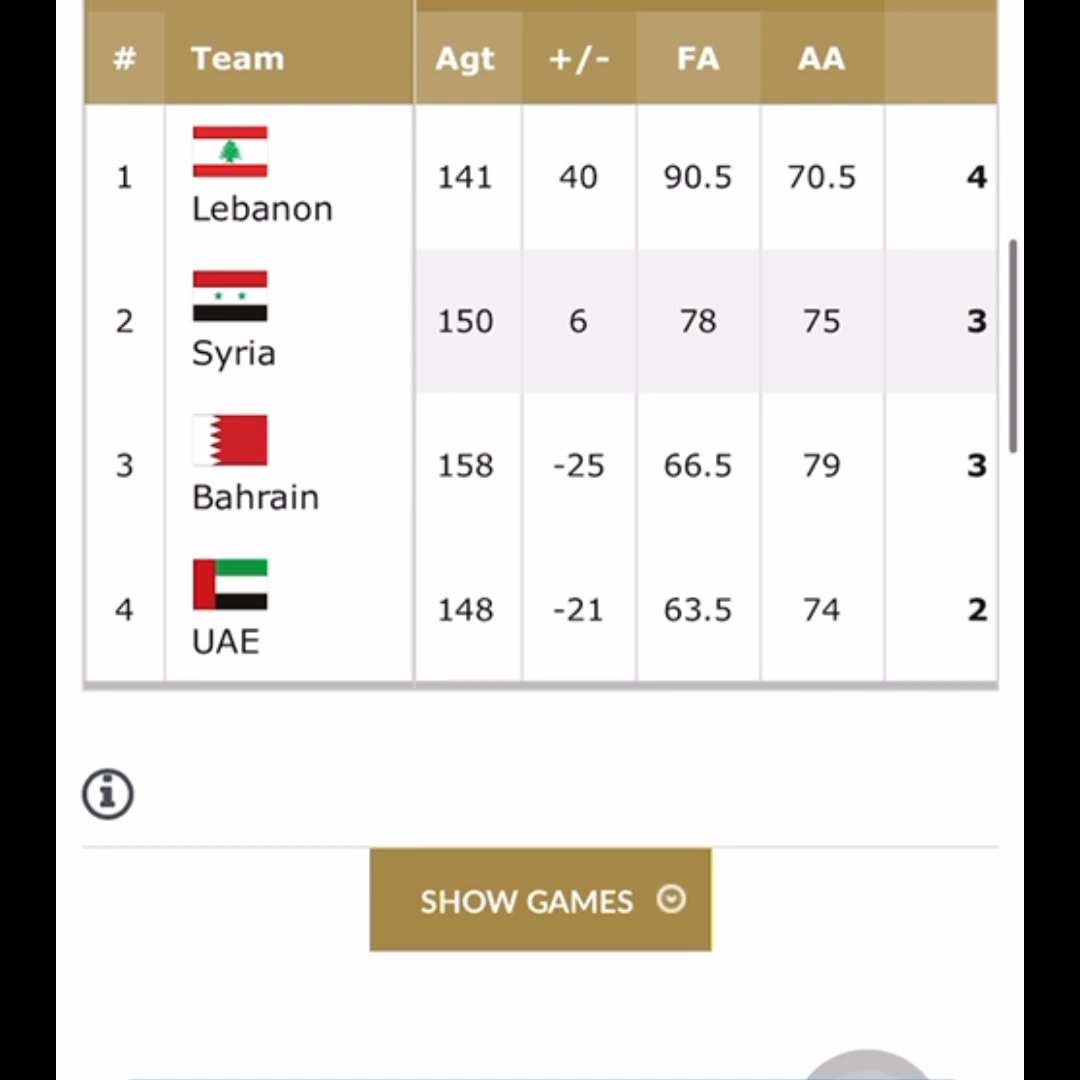 # Team Agt +/- FA AA
1 Lebanon 141 40 90.5 70.5 4
2 Syria 150 6 78 75 3
3 Bahrain 158 -25 66.5 79 3
4 UAE 148 -21 63.5 74 2
SHOW GAMES